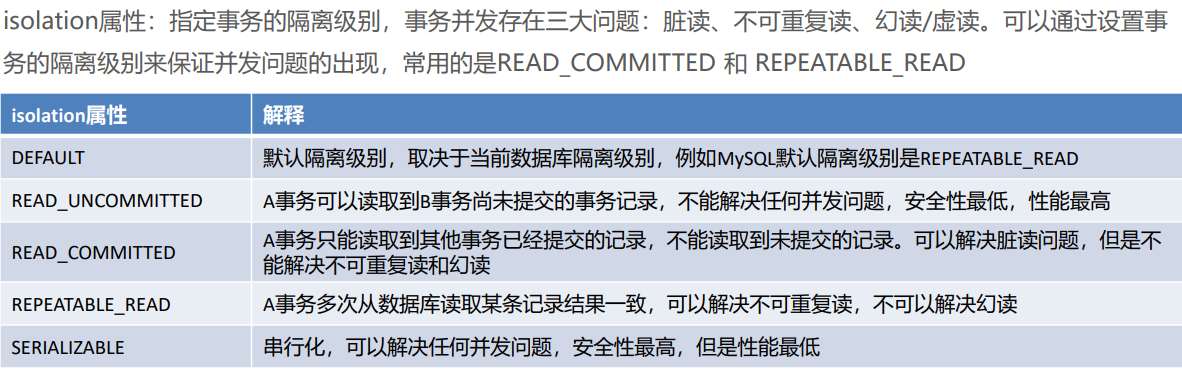 isolation属性：指定事务的隔离级别，事务并发存在三大问题：脏读、不可重复读、幻读/虚读。可以通过设置事
务的隔离级别来保证并发问题的出现，常用的是READ_COMMITTED 和 REPEATABLE_READ
isolation属性 解释
DEFAULT 默认隔离级别，取决于当前数据库隔离级别，例如MySQL默认隔离级别是REPEATABLE_READ
READ_UNCOMMITTED A事务可以读取到B事务尚未提交的事务记录，不能解决任何并发问题，安全性最低，性能最高
READ_COMMITTED A事务只能读取到其他事务已经提交的记录，不能读取到未提交的记录。可以解决脏读问题，但是不
能解决不可重复读和幻读
REPEATABLE_READ A事务多次从数据库读取某条记录结果一致，可以解决不可重复读，不可以解决幻读
SERIALIZABLE 串行化，可以解决任何并发问题，安全性最高，但是性能最低